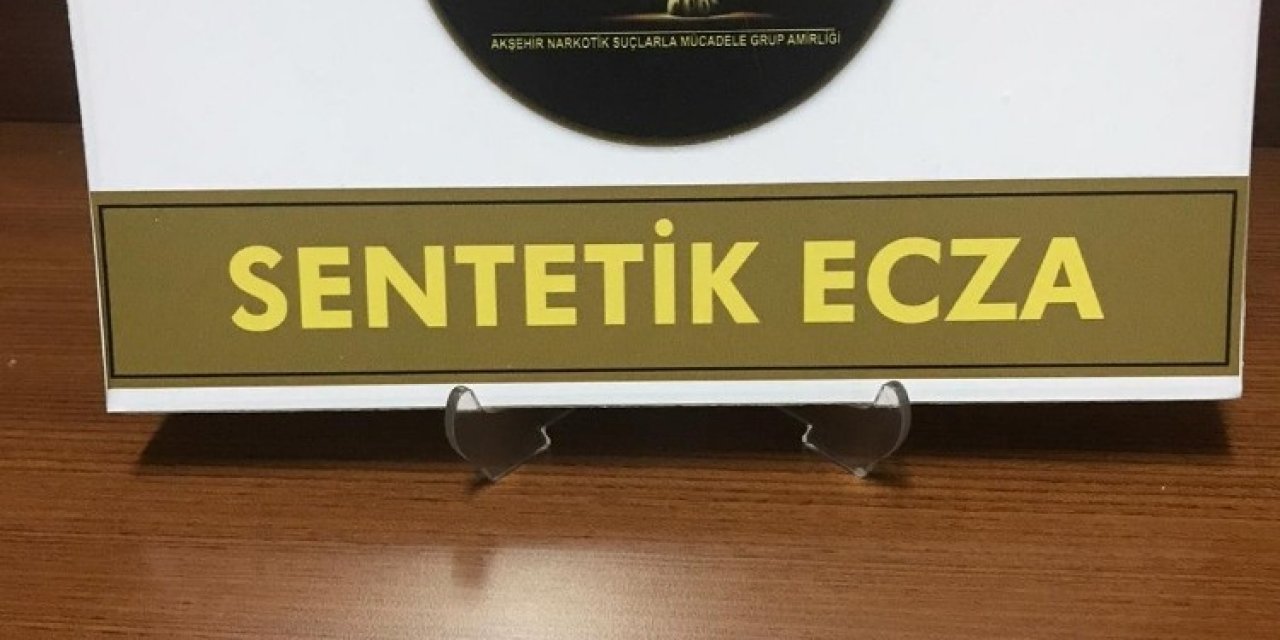 AKŞEHİR NARKOTİK SUÇLARLA MÜCADELE GRUP AMİRLİĞİ
SENTETİK ECZA